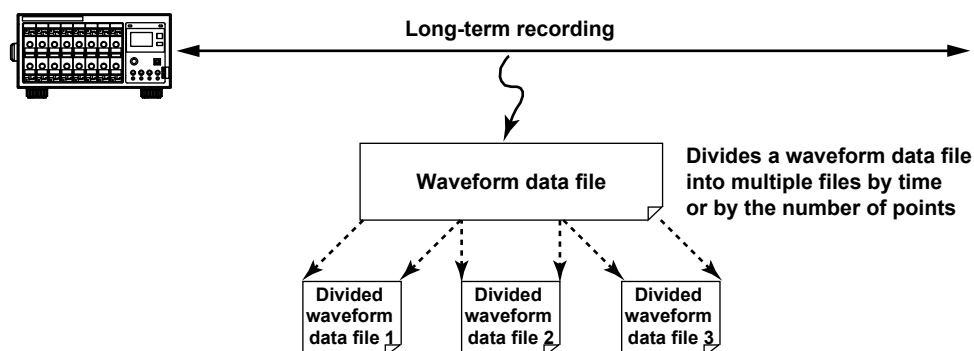 Long-term recording
Waveform data file
Divides a waveform data file
into multiple files by time
or by the number of points
Divided
waveform
data file 1
Divided
waveform
data file 2
Divided
waveform
data file 3